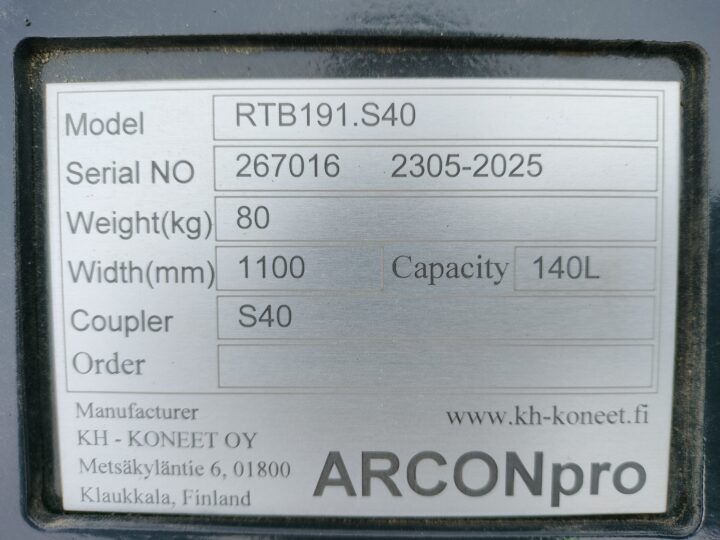 Model RTB191.S40
Serial NO 267016 2305-2025
Weight(kg) 80
Width(mm) 1100 Capacity 140L
Coupler S40
Order
Manufacturer www.kh-koneet.fi
KH - KONEET OY
Metsäkyläntie 6, 01800
Klaukkala, Finland
ARCONpro